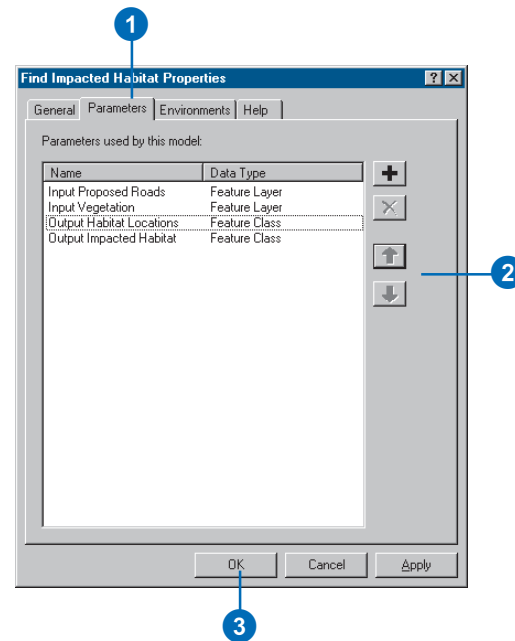 1
Find Impacted Habitat Properties
General Parameters Environments Help
Parameters used by this model:
Name Data Type
Input Proposed Roads Feature Layer
Input Vegetation Feature Layer
Output Habitat Locations Feature Class
Output Impacted Habitat Feature Class
2
OK Cancel Apply
3